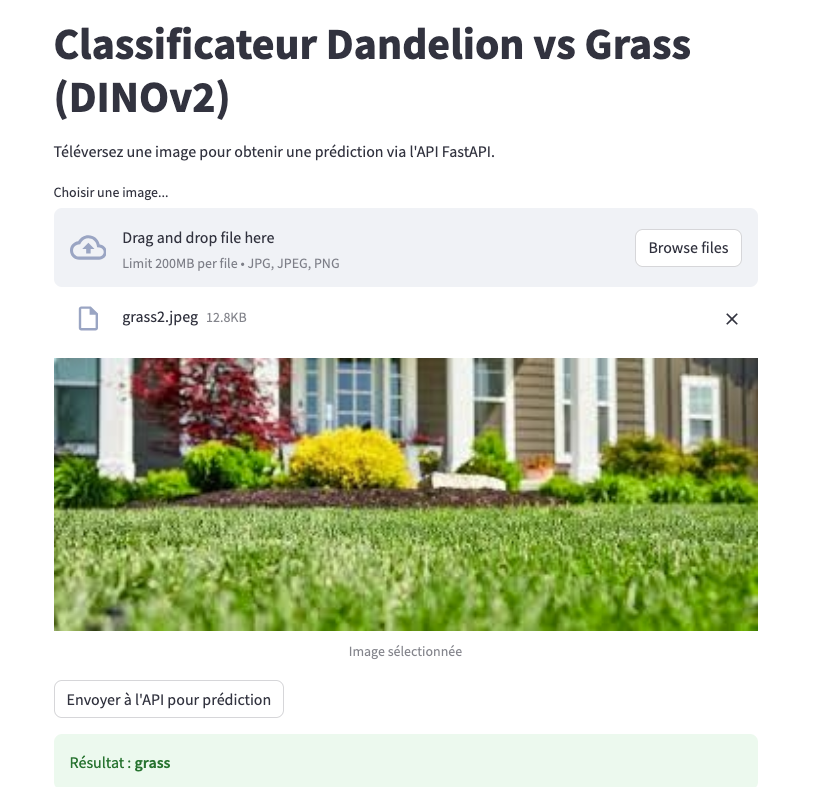 Classificateur Dandelion vs Grass
(DINOv2)
Téléversez une image pour obtenir une prédiction via l'API FastAPI.
Choisir une image...
Drag and drop file here
Limit 200MB per file • JPG, JPEG, PNG
Browse files
grass2.jpeg 12.8KB
Image sélectionnée
Envoyer à l'API pour prédiction
Résultat : grass